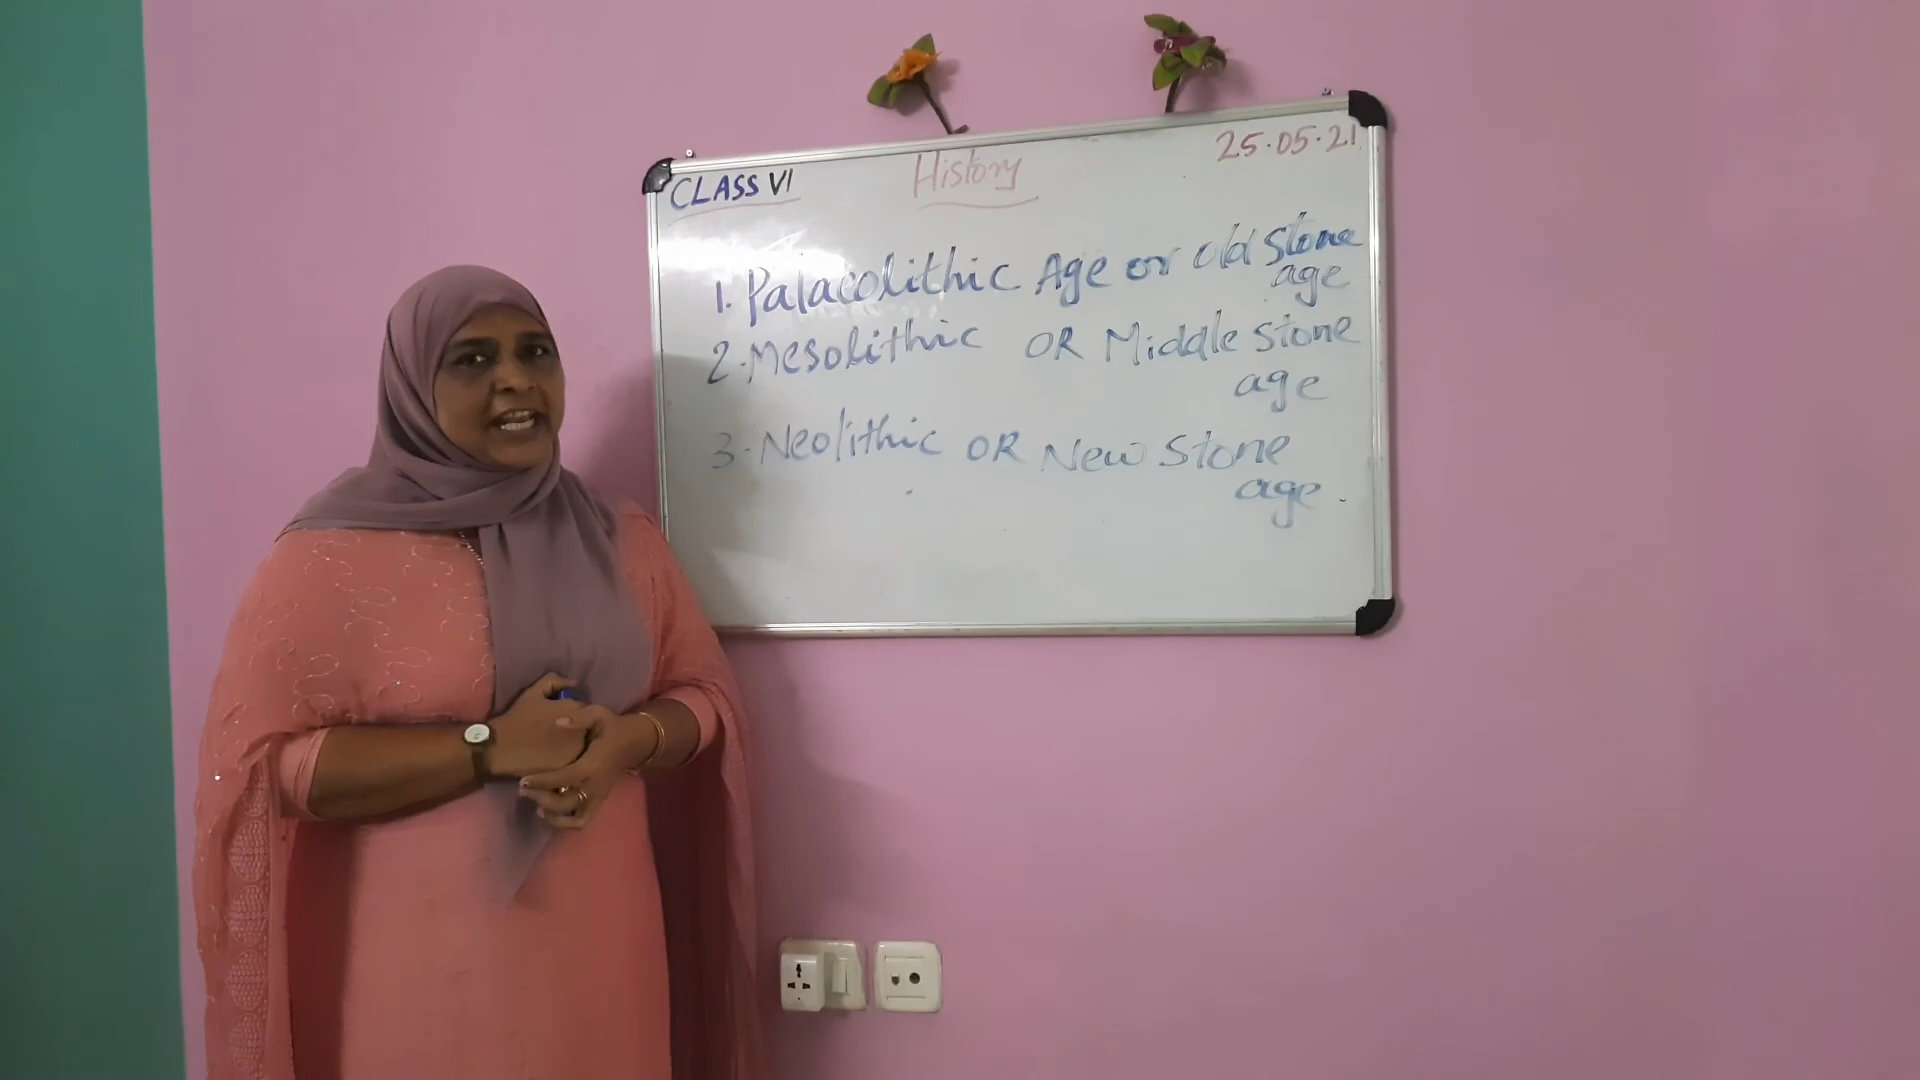 CLASS VI
History
25.05.21
1. Palaeolithic Age or old stone
age
2. Mesolithic OR Middle stone
age
3. Neolithic OR New Stone
age.